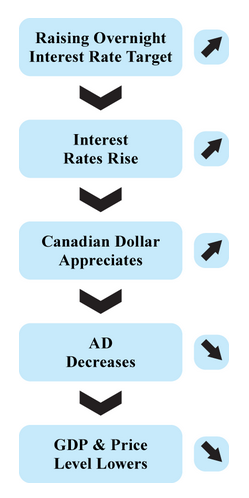 Raising Overnight
Interest Rate Target
Interest
Rates Rise
Canadian Dollar
Appreciates
AD
Decreases
GDP & Price
Level Lowers